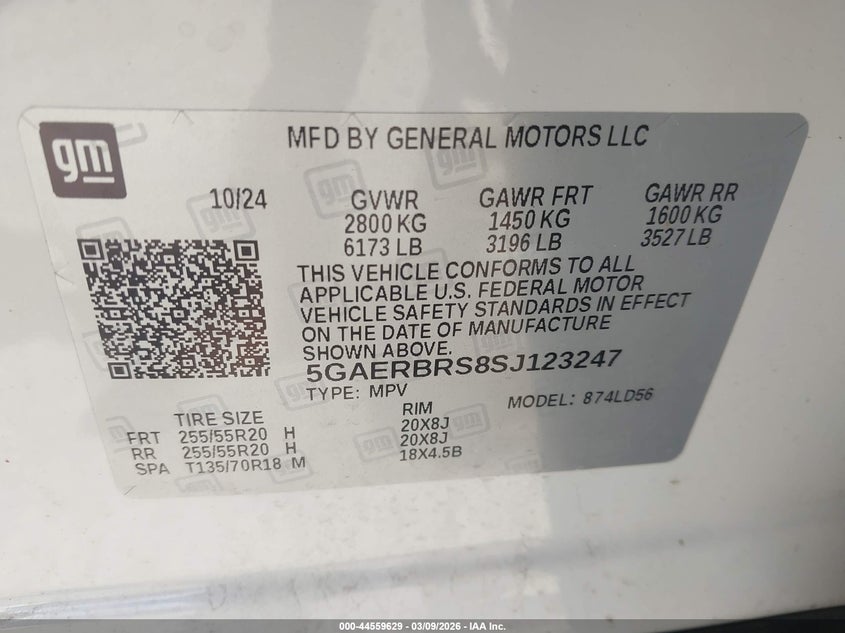 gm
MFD BY GENERAL MOTORS LLC
10/24
GVWR
2800 KG
6173 LB
GAWR FRT
1450 KG
3196 LB
GAWR RR
1600 KG
3527 LB
THIS VEHICLE CONFORMS TO ALL
APPLICABLE U.S. FEDERAL MOTOR
VEHICLE SAFETY STANDARDS IN EFFECT
ON THE DATE OF MANUFACTURE
SHOWN ABOVE.
5GAERBRS8SJ123247
TYPE: MPV
MODEL: 874LD56
TIRE SIZE RIM
FRT 255/55R20 H 20X8J
RR 255/55R20 H 20X8J
SPA T135/70R18 M 18X4.5B
000-44559629 - 03/09/2026 - IAA Inc.